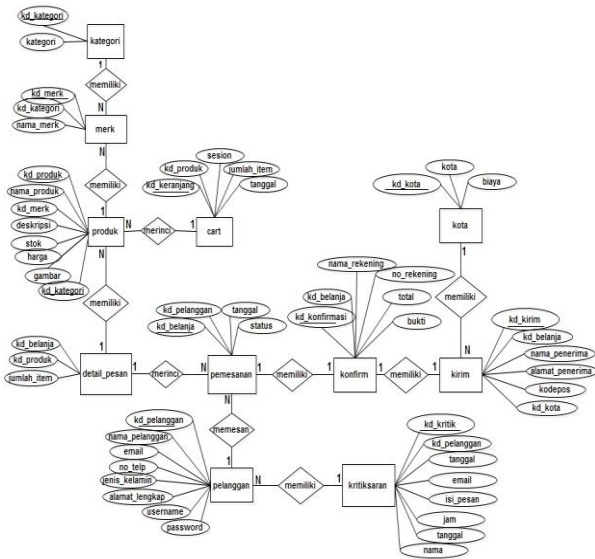 kd_kategori
kategori
kategori
1
memiliki
N
kd_merk
kd_kategori
nama_merk
merk
N
memiliki
1
kd_produk
nama_produk
kd_merk
deskripsi
stok
harga
gambar
kd_kategori
produk
N
merinci
1
cart
kd_produk
kd_keranjang
sesion
jumlah_item
tanggal
N
memiliki
1
kd_belanja
kd_produk
jumlah_item
detail_pesan
1
merinci
N
kd_pelanggan
kd_belanja
tanggal
status
pemesanan
1
memiliki
1
nama_rekening
no_rekening
kd_belanja
kd_konfirmasi
total
bukti
konfirm
1
memiliki
1
kota
kd_kota
biaya
kota
1
memiliki
N
kd_kirim
kd_belanja
nama_penerima
alamat_penerima
kodepos
kd_kota
kirim
N
memesan
1
kd_pelanggan
nama_pelanggan
email
no_telp
jenis_kelamin
alamat_lengkap
username
password
pelanggan
N
memiliki
1
kritiksaran
kd_kritik
kd_pelanggan
tanggal
email
isi_pesan
jam
tanggal
nama